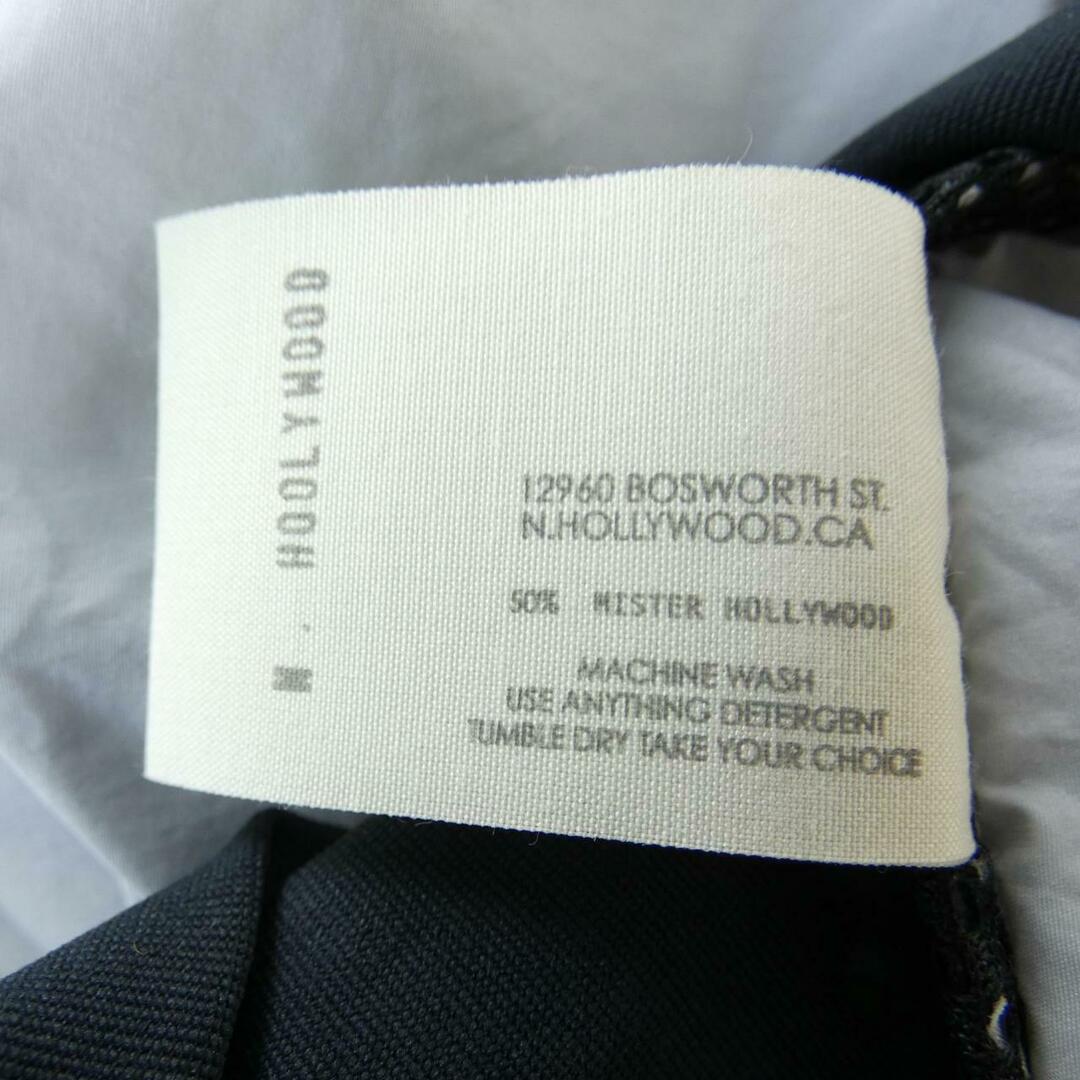 N. HOOLYWOOD
12960 BOSWORTH ST.
N.HOLLYWOOD.CA
50% MISTER HOLLYWOOD
MACHINE WASH
USE ANYTHING DETERGENT
TUMBLE DRY TAKE YOUR CHOICE